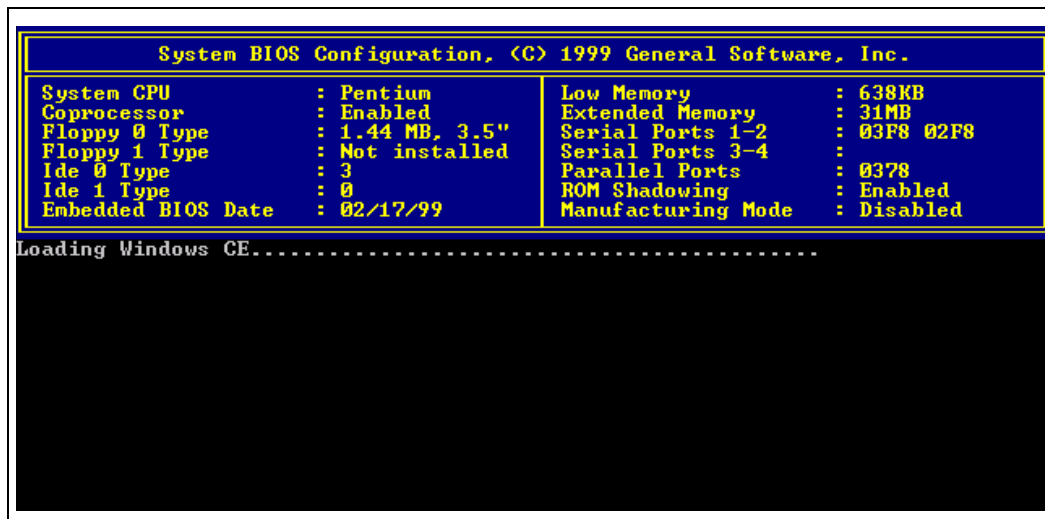 System BIOS Configuration, (C) 1999 General Software, Inc.
System CPU : Pentium
Coprocessor : Enabled
Floppy 0 Type : 1.44 MB, 3.5"
Floppy 1 Type : Not installed
Ide 0 Type : 3
Ide 1 Type : 0
Embedded BIOS Date : 02/17/99
Low Memory : 638KB
Extended Memory : 31MB
Serial Ports 1-2 : 03F8 02F8
Serial Ports 3-4 :
Parallel Ports : 0378
ROM Shadowing : Enabled
Manufacturing Mode : Disabled
Loading Windows CE............................................